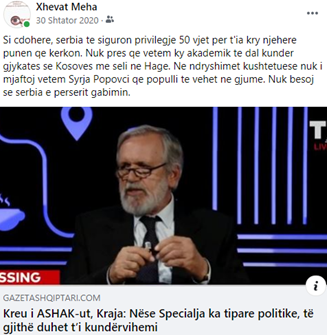 Xhevat Meha
30 Shtator 2020 ·
Si cdohere, serbia te siguron privilegje 50 vjet per t'ia kry njehere
punen qe kerkon. Nuk pres qe vetem ky akademik te dal kunder
gjykates se Kosoves me seli ne Hage. Ne ndryshimet kushtetuese nuk i
mjaftoj vetem Syrja Popovci qe populli te vehet ne gjume. Nuk besoj
se serbia e perserit gabimin.
LIV
SSING
GAZETASHQIPTARI.COM
Kreu i ASHAK-ut, Kraja: Nëse Specialja ka tipare politike, të
gjithë duhet t'i kundërvihemi